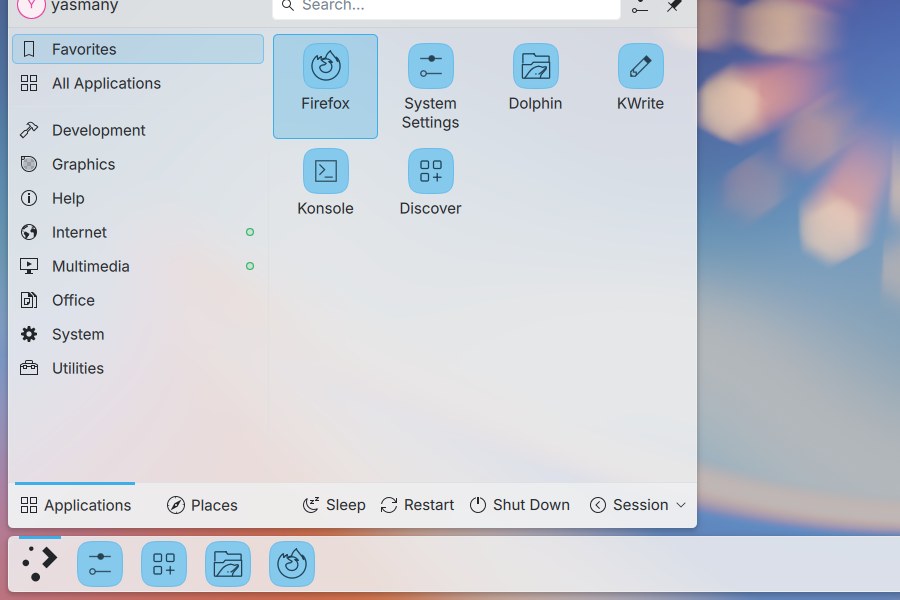 Y
yasmany
Search...
Favorites
All Applications
Development
Graphics
Help
Internet
Multimedia
Office
System
Utilities
Firefox
System
Settings
Dolphin
KWrite
Konsole
Discover
Applications
Places
Sleep
Restart
Shut Down
Session